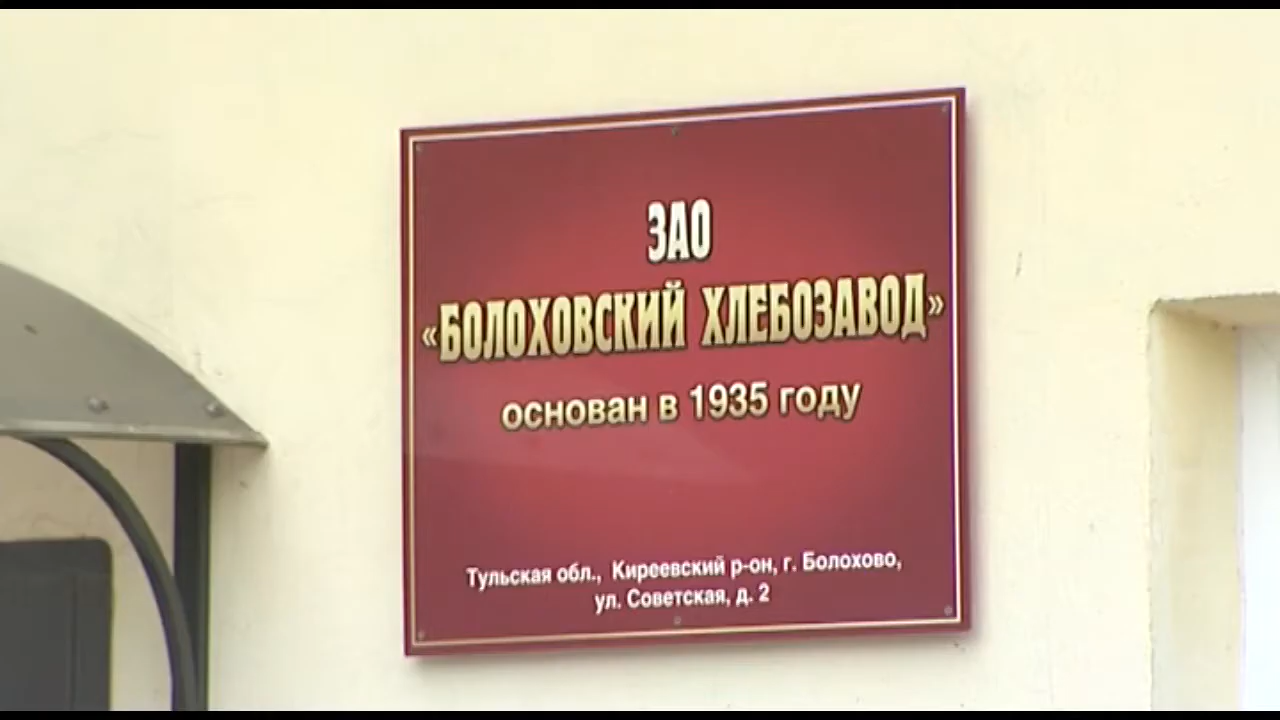 ЗАО
«БОЛОХОВСКИЙ ХЛЕБОЗАВОД»
основан в 1935 году
Тульская обл., Киреевский р-он, г. Болохово,
ул. Советская, д. 2